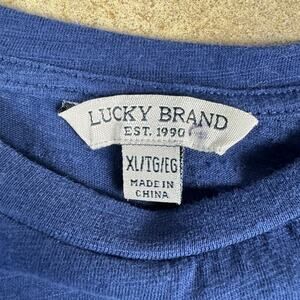 LUCKY BRAND
EST. 1990
XL/TG/EG
MADE IN
CHINA